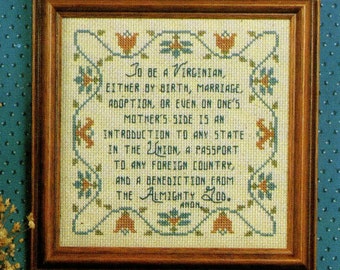 To be a Virginian,
either by birth, marriage,
adoption, or even on one's
mother's side is an
introduction to any state
in the Union, a passport
to any foreign country,
and a benediction from
the Almighty God.
anon.